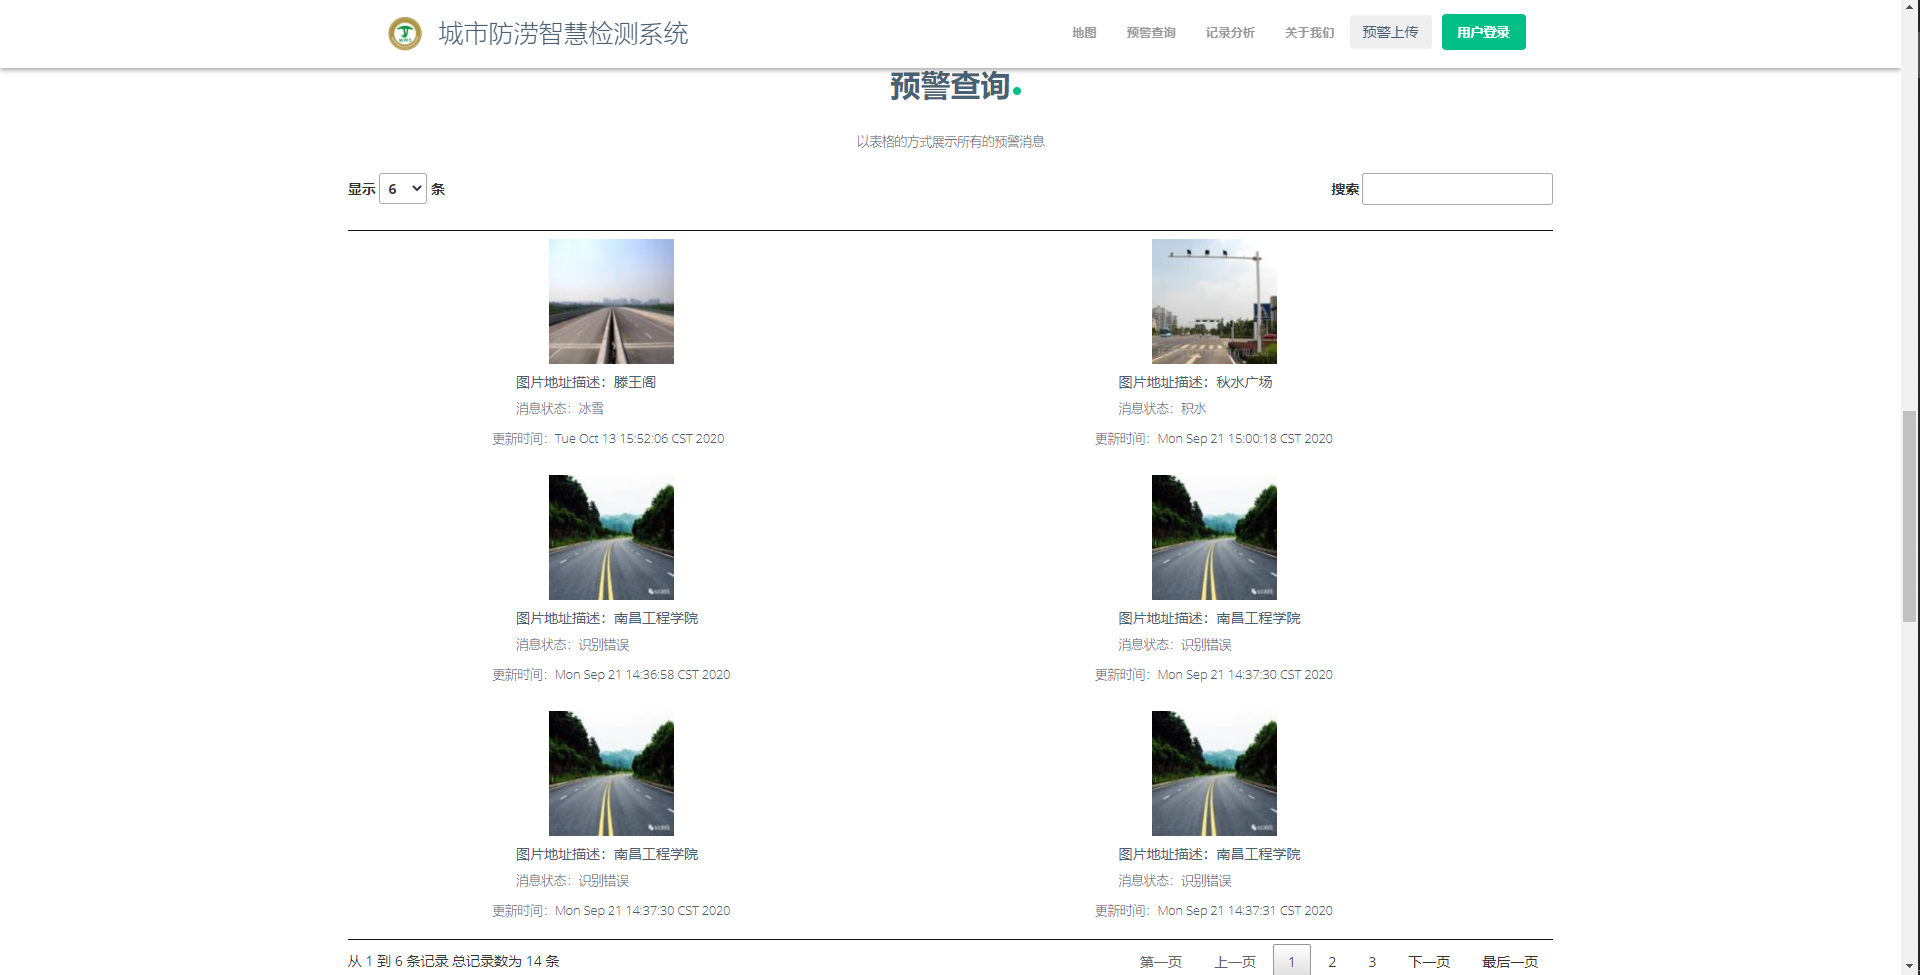 城市防涝智慧检测系统
地图 预警查询 记录分析 关于我们 预警上传 用户登录
预警查询
以表格的方式展示所有的预警消息
显示 6 条 搜索
图片地址描述：滕王阁 图片地址描述：秋水广场
消息状态：冰雪 消息状态：积水
更新时间：Tue Oct 13 15:52:06 CST 2020 更新时间：Mon Sep 21 15:00:18 CST 2020
图片地址描述：南昌工程学院 图片地址描述：南昌工程学院
消息状态：识别错误 消息状态：识别错误
更新时间：Mon Sep 21 14:36:58 CST 2020 更新时间：Mon Sep 21 14:37:30 CST 2020
图片地址描述：南昌工程学院 图片地址描述：南昌工程学院
消息状态：识别错误 消息状态：识别错误
更新时间：Mon Sep 21 14:37:30 CST 2020 更新时间：Mon Sep 21 14:37:31 CST 2020
从 1 到 6 条记录 总记录数为 14 条 第一页 上一页 1 2 3 下一页 最后一页